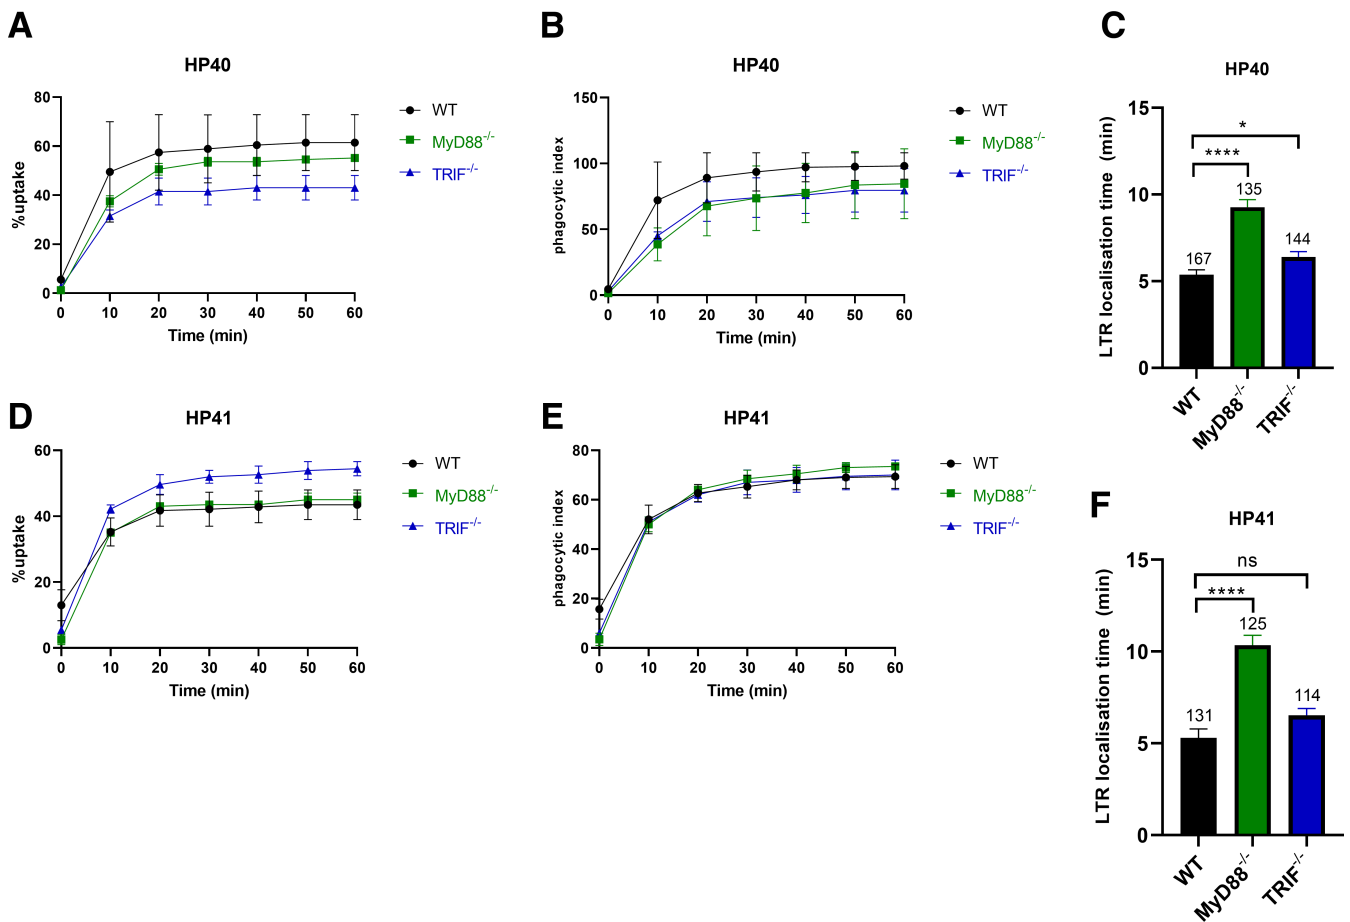 A
HP40
%uptake
80
60
40
20
0
0 10 20 30 40 50 60
Time (min)
WT
MyD88-/-
TRIF-/-
B
HP40
phagocytic index
150
100
50
0
0 10 20 30 40 50 60
Time (min)
WT
MyD88-/-
TRIF-/-
C
HP40
LTR localisation time (min)
15
10
5
0
*
****
167
135
144
WT
MyD88-/-
TRIF-/-
D
HP41
%uptake
60
40
20
0
0 10 20 30 40 50 60
Time (min)
WT
MyD88-/-
TRIF-/-
E
HP41
phagocytic index
80
60
40
20
0
0 10 20 30 40 50 60
Time (min)
WT
MyD88-/-
TRIF-/-
F
HP41
LTR localisation time (min)
15
10
5
0
ns
****
131
125
114
WT
MyD88-/-
TRIF-/-